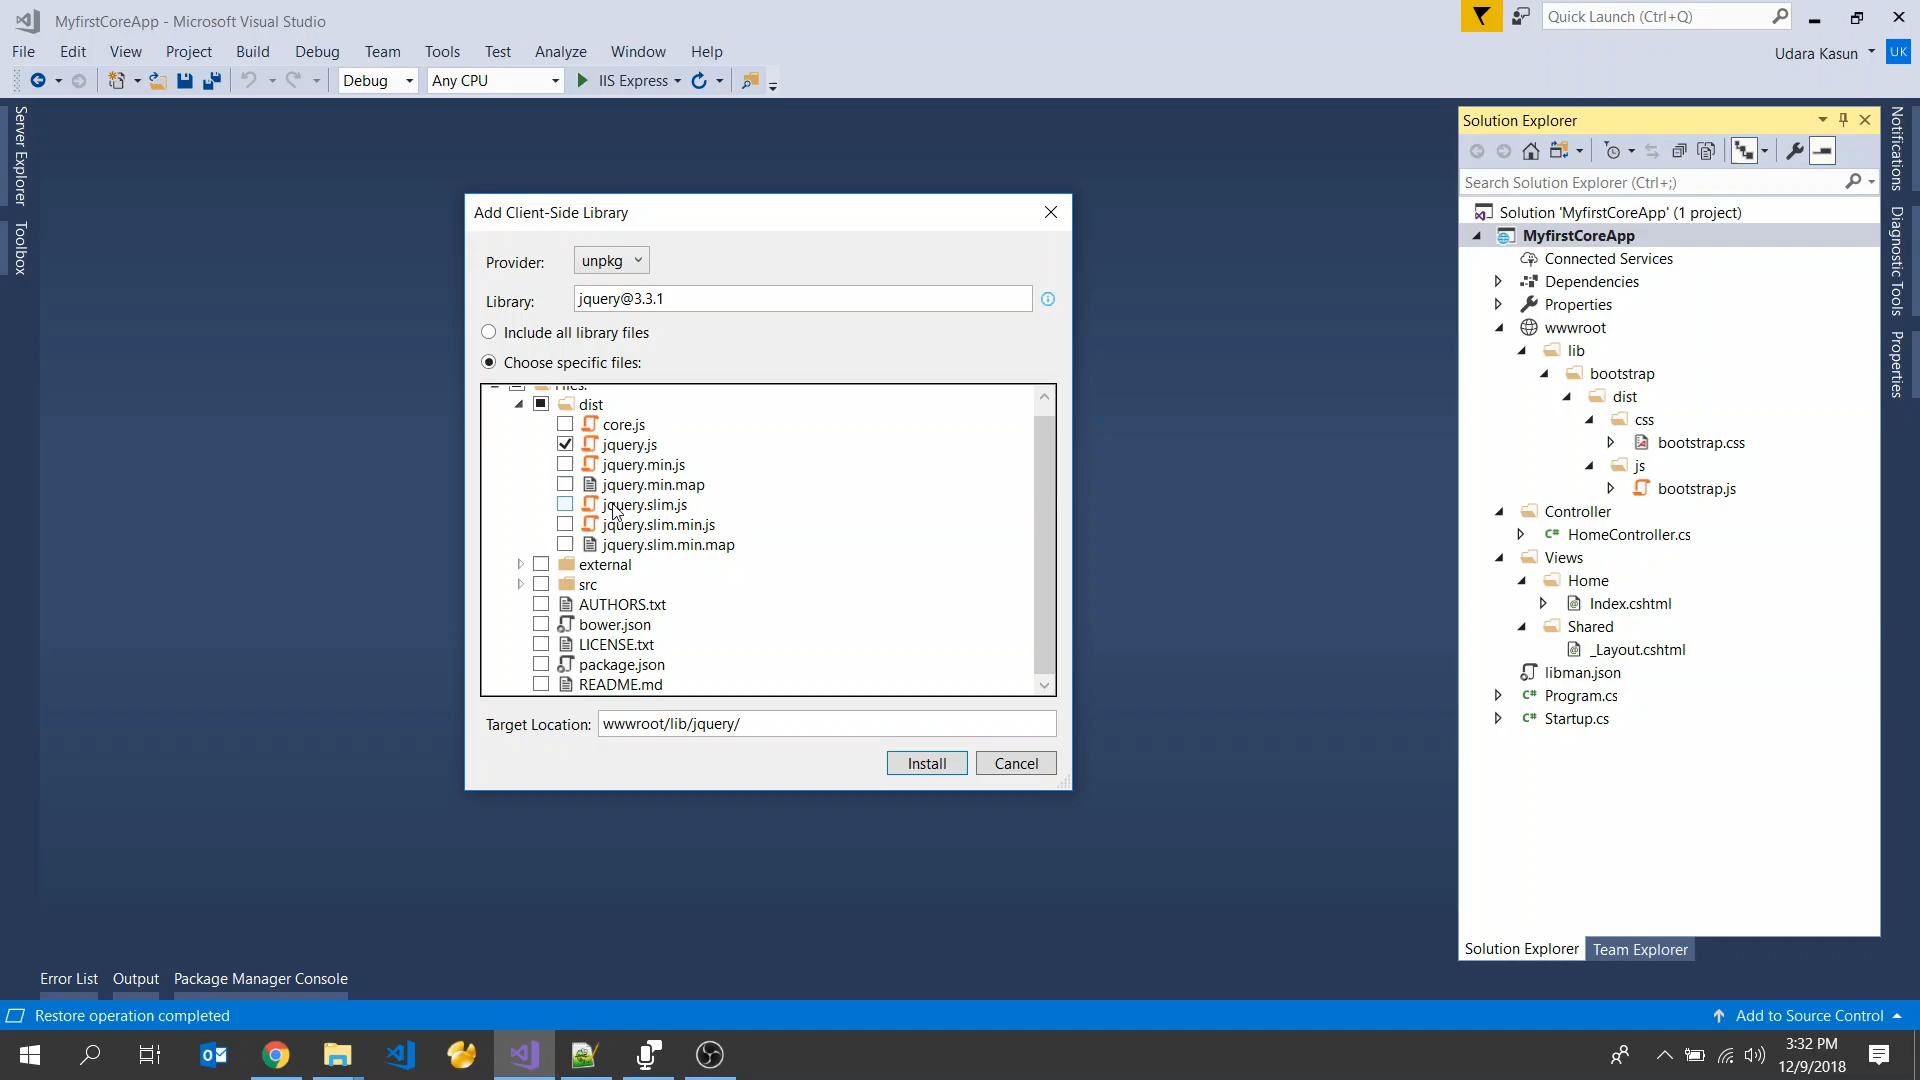 MyfirstCoreApp - Microsoft Visual Studio
Quick Launch (Ctrl+Q)
File Edit View Project Build Debug Team Tools Test Analyze Window Help
Udara Kasun UK
Debug Any CPU IIS Express
Server Explorer
Toolbox
Add Client-Side Library
Provider: unpkg
Library: jquery@3.3.1
Include all library files
Choose specific files:
dist
core.js
jquery.js
jquery.min.js
jquery.min.map
jquery.slim.js
jquery.slim.min.js
jquery.slim.min.map
external
src
AUTHORS.txt
bower.json
LICENSE.txt
package.json
README.md
Target Location: wwwroot/lib/jquery/
Install Cancel
Solution Explorer
Search Solution Explorer (Ctrl+;)
Solution 'MyfirstCoreApp' (1 project)
MyfirstCoreApp
Connected Services
Dependencies
Properties
wwwroot
lib
bootstrap
dist
css
bootstrap.css
js
bootstrap.js
Controller
C# HomeController.cs
Views
Home
Index.cshtml
Shared
_Layout.cshtml
libman.json
C# Program.cs
C# Startup.cs
Solution Explorer Team Explorer
Notifications
Diagnostic Tools
Properties
Error List Output Package Manager Console
Restore operation completed
Add to Source Control
3:32 PM
12/9/2018